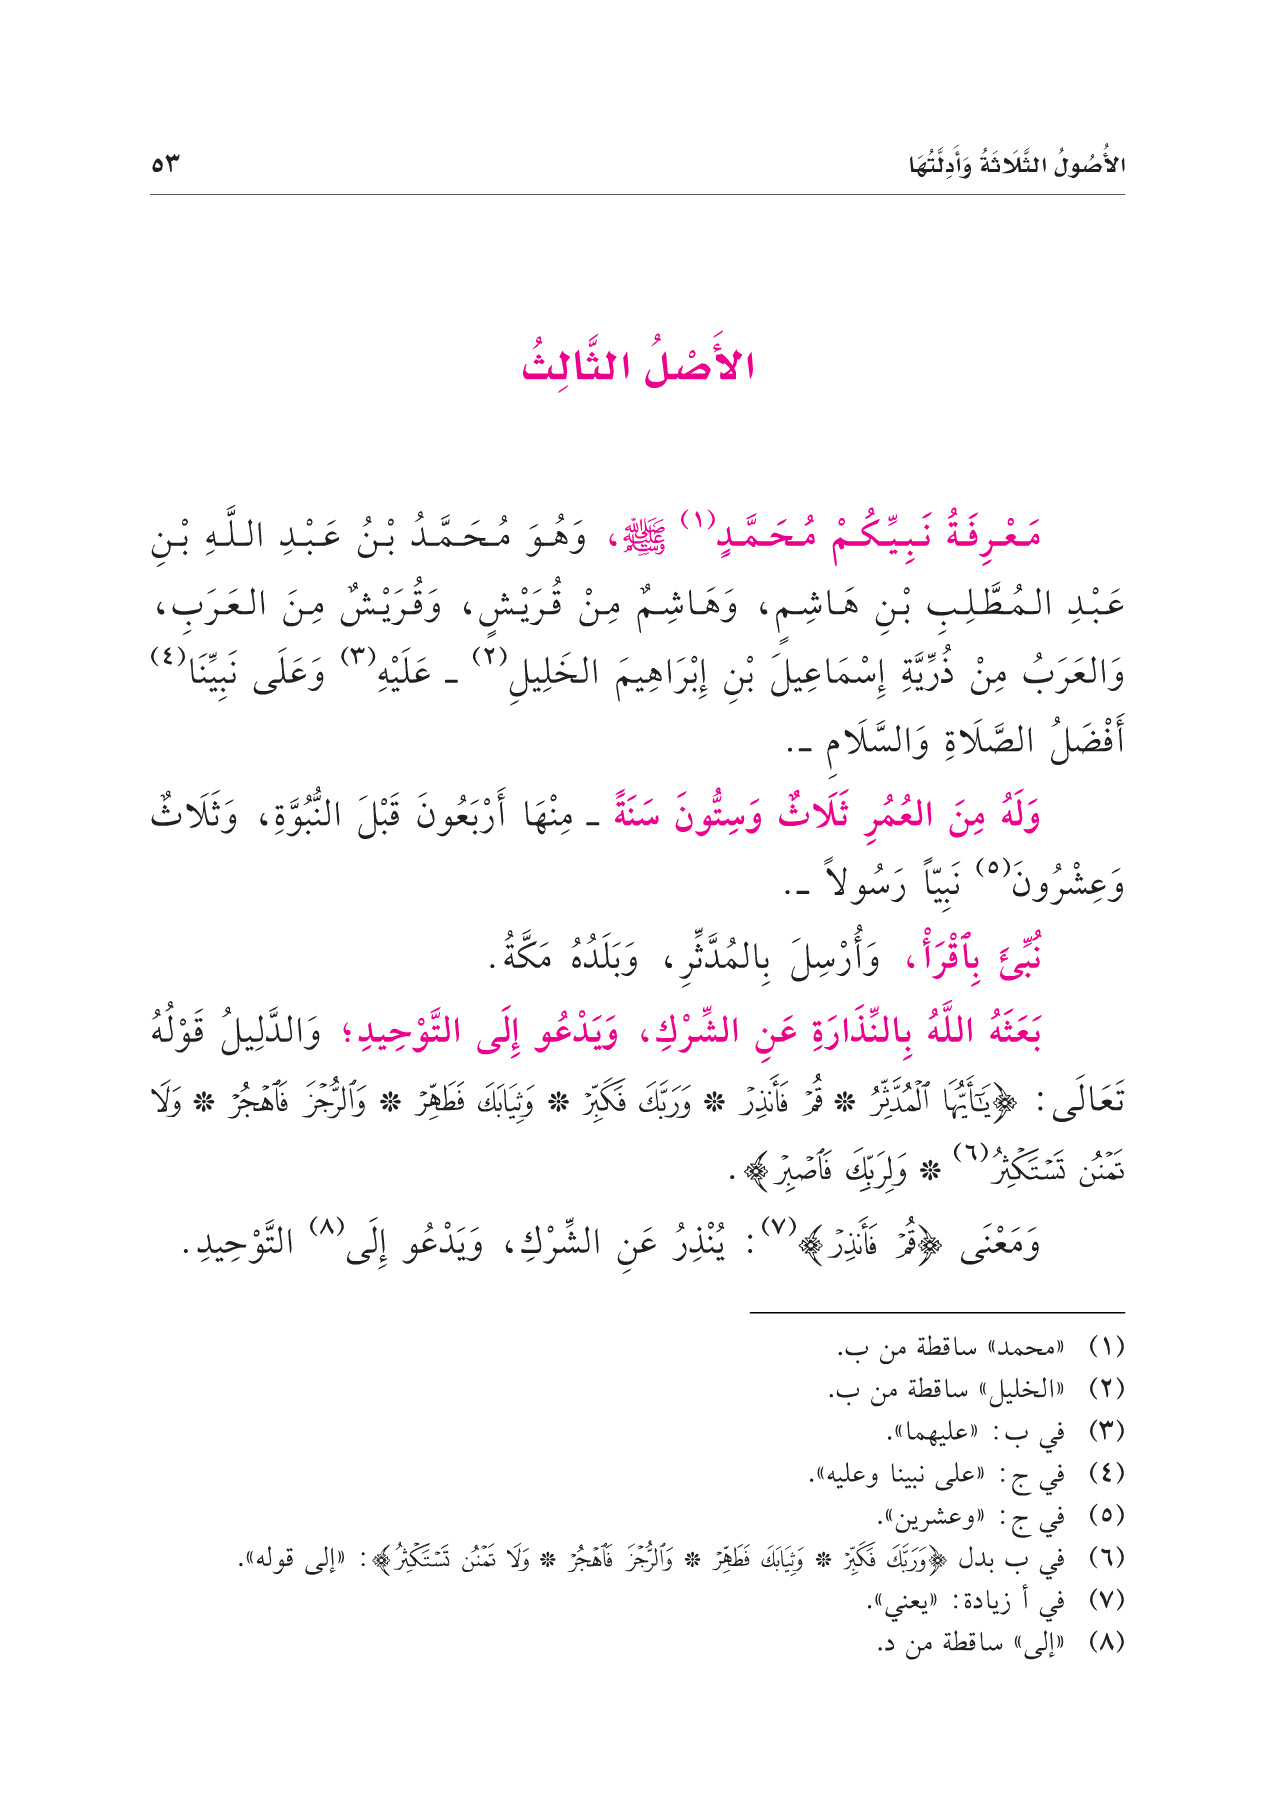 الأُصُولُ الثَّلَاثَةُ وَأَدِلَّتُهَا ٥٣
الأَصْلُ الثَّالِثُ
مَعْرِفَةُ نَبِيِّكُمْ مُحَمَّدٍ(١) ﷺ، وَهُوَ مُحَمَّدُ بْنُ عَبْدِ اللَّهِ بْنِ
عَبْدِ المُطَّلِبِ بْنِ هَاشِمٍ، وَهَاشِمٌ مِنْ قُرَيْشٍ، وَقُرَيْشٌ مِنَ العَرَبِ،
وَالعَرَبُ مِنْ ذُرِّيَّةِ إِسْمَاعِيلَ بْنِ إِبْرَاهِيمَ الخَلِيلِ(٢) ـ عَلَيْهِ(٣) وَعَلَى نَبِيِّنَا(٤)
أَفْضَلُ الصَّلَاةِ وَالسَّلَامِ ـ.
وَلَهُ مِنَ العُمُرِ ثَلَاثٌ وَسِتُّونَ سَنَةً ـ مِنْهَا أَرْبَعُونَ قَبْلَ النُّبُوَّةِ، وَثَلَاثٌ
وَعِشْرُونَ(٥) نَبِيّاً رَسُولاً ـ.
نُبِّئَ بِٱقْرَأْ، وَأُرْسِلَ بِالمُدَّثِّرِ، وَبَلَدُهُ مَكَّةُ.
بَعَثَهُ اللَّهُ بِالنِّذَارَةِ عَنِ الشِّرْكِ، وَيَدْعُو إِلَى التَّوْحِيدِ؛ وَالدَّلِيلُ قَوْلُهُ
تَعَالَى: ﴿يَٰٓأَيُّهَا ٱلۡمُدَّثِّرُ * قُمۡ فَأَنذِرۡ * وَرَبَّكَ فَكَبِّرۡ * وَثِيَابَكَ فَطَهِّرۡ * وَٱلرُّجۡزَ فَٱهۡجُرۡ * وَلَا
تَمۡنُن تَسۡتَكۡثِرُ(٦) * وَلِرَبِّكَ فَٱصۡبِرۡ﴾.
وَمَعْنَى ﴿قُمۡ فَأَنذِرۡ﴾(٧): يُنْذِرُ عَنِ الشِّرْكِ، وَيَدْعُو إِلَى(٨) التَّوْحِيدِ.
(١) «محمد» ساقطة من ب.
(٢) «الخليل» ساقطة من ب.
(٣) في ب: «عليهما».
(٤) في ج: «على نبينا وعليه».
(٥) في ج: «وعشرين».
(٦) في ب بدل ﴿وَرَبَّكَ فَكَبِّرۡ * وَثِيَابَكَ فَطَهِّرۡ * وَٱلرُّجۡزَ فَٱهۡجُرۡ * وَلَا تَمۡنُن تَسۡتَكۡثِرُ﴾: «إلى قوله».
(٧) في أ زيادة: «يعني».
(٨) «إلى» ساقطة من د.